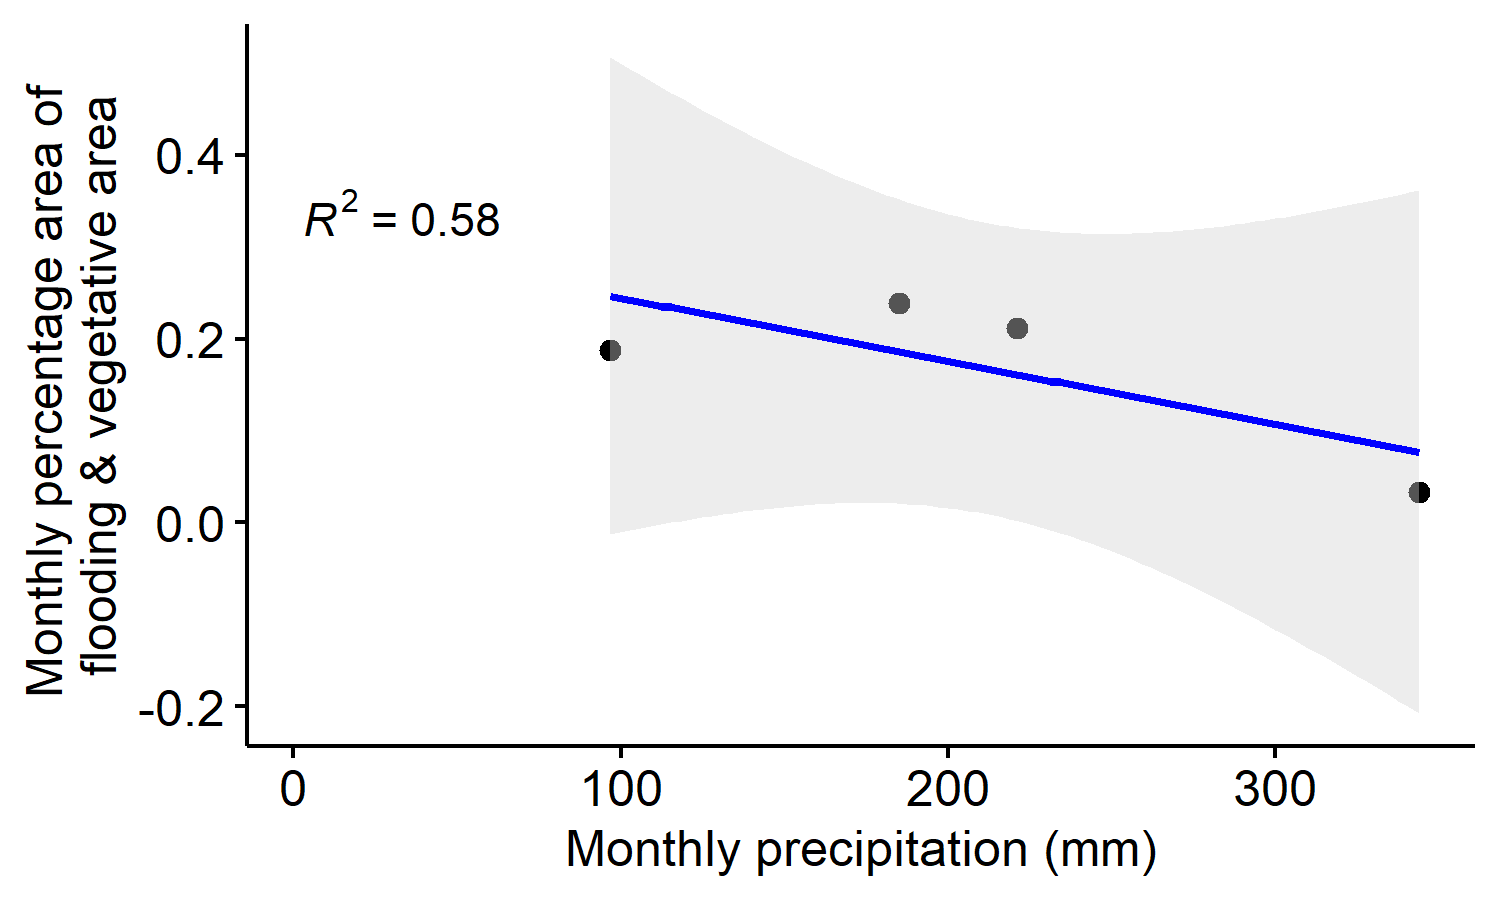 Monthly percentage area of
flooding & vegetative area
0.4
0.2
0.0
-0.2
R² = 0.58
0 100 200 300
Monthly precipitation (mm)